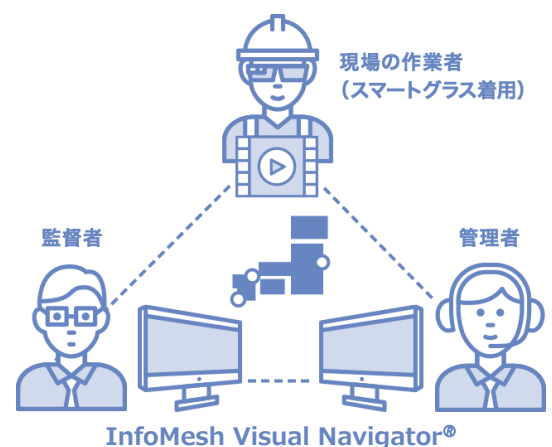 現場の作業者
（スマートグラス着用）
監督者
管理者
InfoMesh Visual Navigator®